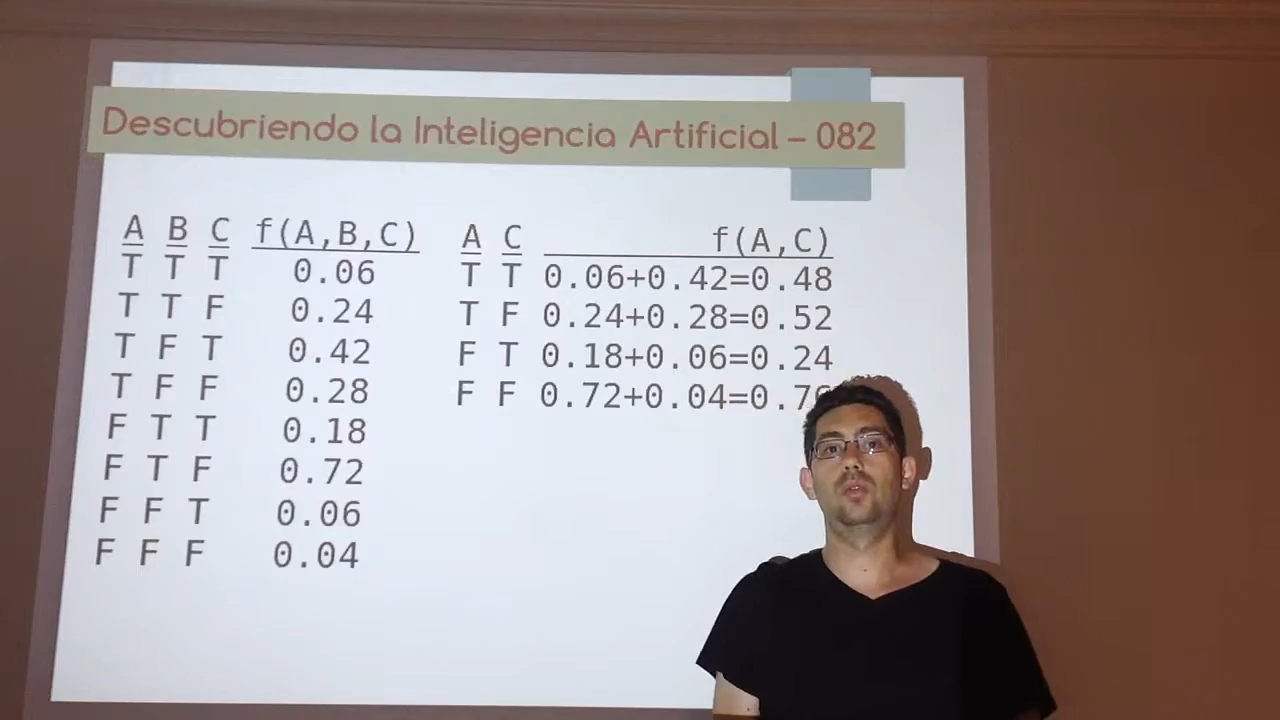 Descubriendo la Inteligencia Artificial – 082
A B C f(A,B,C)
T T T 0.06
T T F 0.24
T F T 0.42
T F F 0.28
F T T 0.18
F T F 0.72
F F T 0.06
F F F 0.04
A C f(A,C)
T T 0.06+0.42=0.48
T F 0.24+0.28=0.52
F T 0.18+0.06=0.24
F F 0.72+0.04=0.7